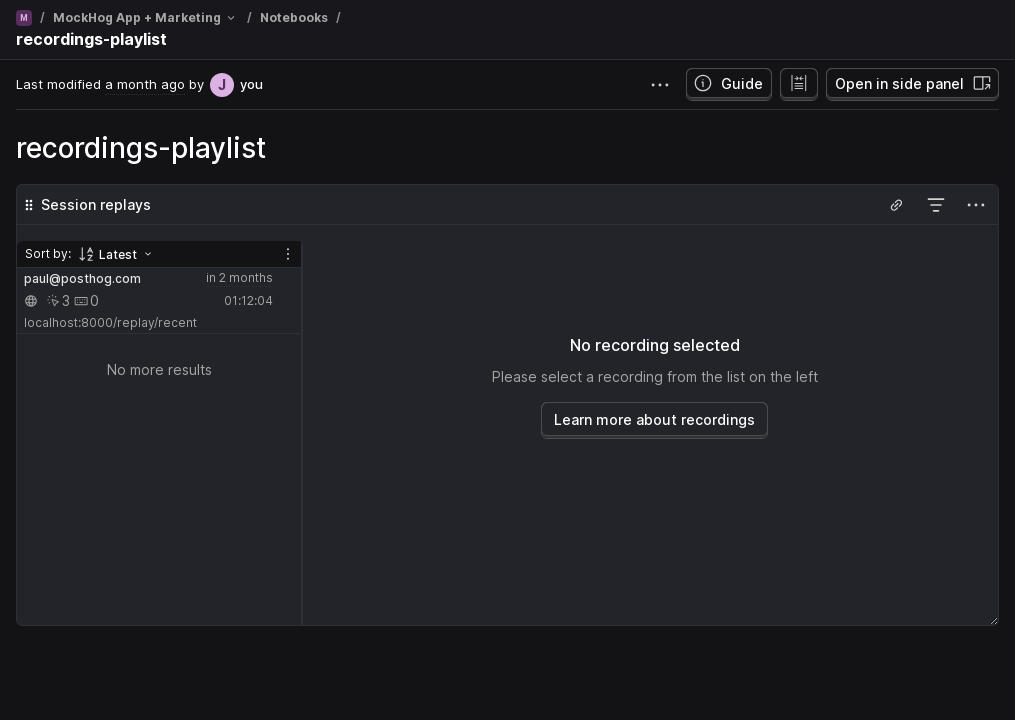 M / MockHog App + Marketing / Notebooks /
recordings-playlist
Last modified a month ago by J you
Guide
Open in side panel
recordings-playlist
Session replays
Sort by: Latest
paul@posthog.com in 2 months
3 0 01:12:04
localhost:8000/replay/recent
No more results
No recording selected
Please select a recording from the list on the left
Learn more about recordings